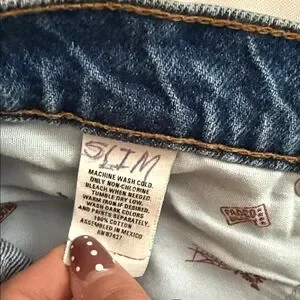 SLIM
MACHINE WASH COLD.
ONLY NON-CHLORINE
BLEACH WHEN NEEDED.
TUMBLE DRY LOW.
WARM IRON IF DESIRED.
WASH DARK COLORS
AND PRINTS SEPARATELY.
100% COTTON
ASSEMBLED IN MEXICO